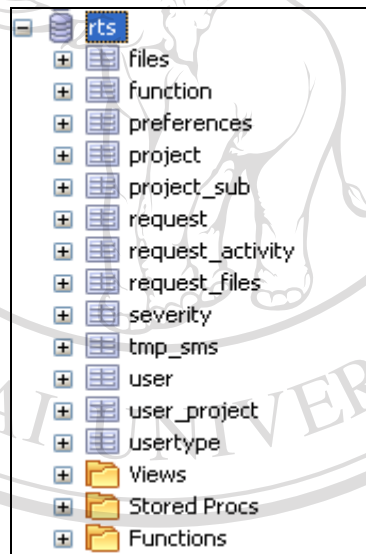 rts
files
function
preferences
project
project_sub
request
request_activity
request_files
severity
tmp_sms
user
user_project
usertype
Views
Stored Procs
Functions